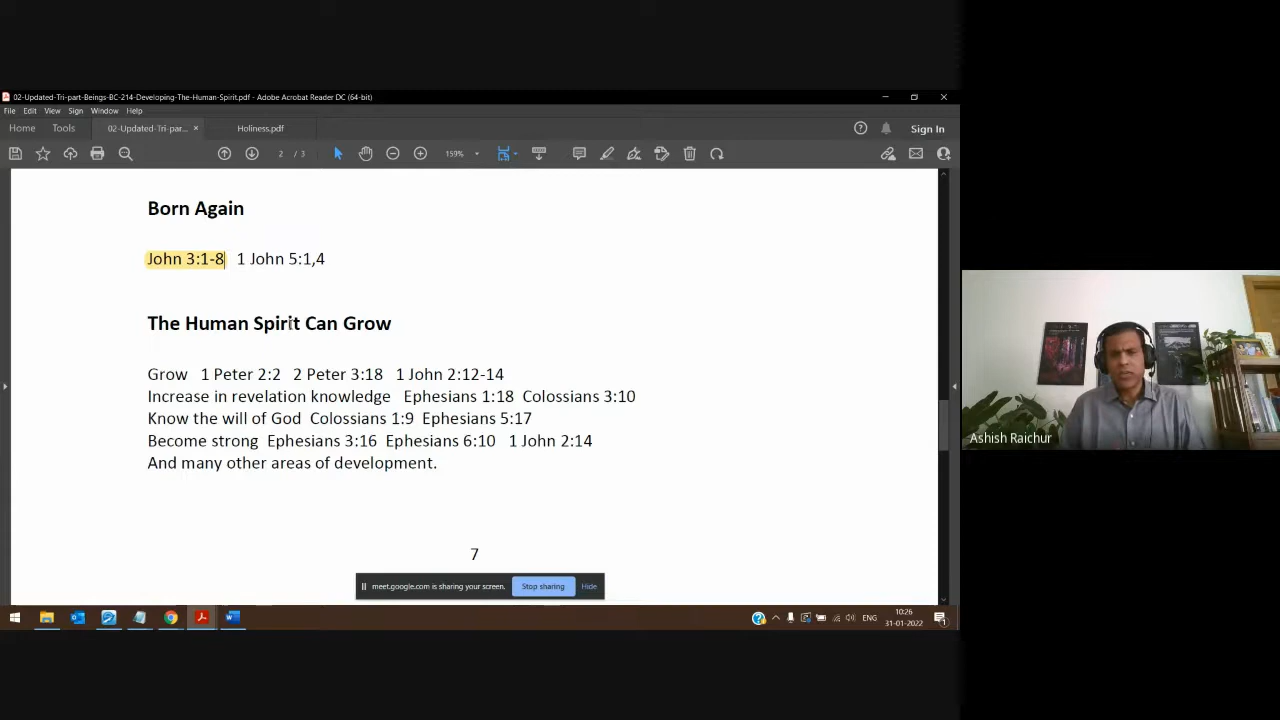 02-Updated-Tri-part-Beings-BC-214-Developing-The-Human-Spirit.pdf - Adobe Acrobat Reader DC (64-bit)
File Edit View Sign Window Help
Home Tools 02-Updated-Tri-par... × Holiness.pdf Sign In
2 / 3 159%
Born Again
John 3:1-8 1 John 5:1,4
The Human Spirit Can Grow
Grow 1 Peter 2:2 2 Peter 3:18 1 John 2:12-14
Increase in revelation knowledge Ephesians 1:18 Colossians 3:10
Know the will of God Colossians 1:9 Ephesians 5:17
Become strong Ephesians 3:16 Ephesians 6:10 1 John 2:14
And many other areas of development.
7
meet.google.com is sharing your screen. Stop sharing Hide
ENG 10:26
31-01-2022
Ashish Raichur